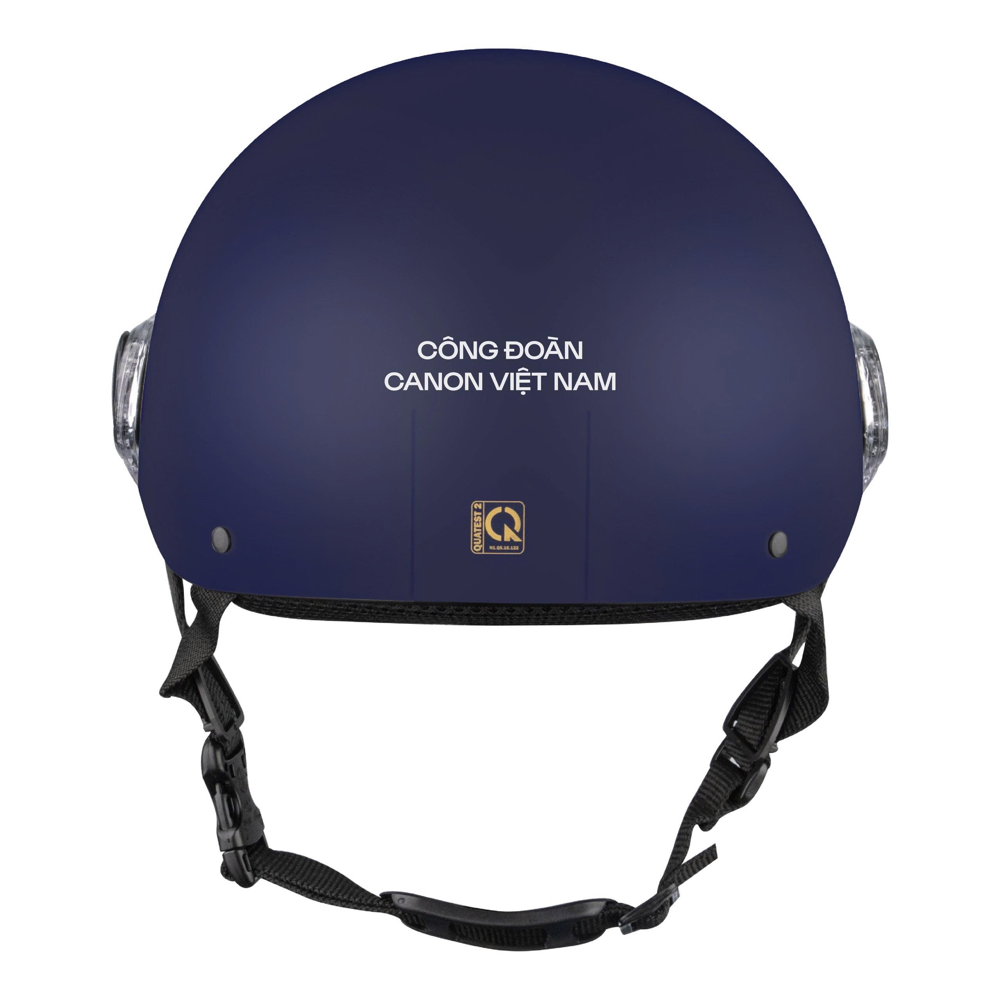 CÔNG ĐOÀN
CANON VIỆT NAM
QUATEST 2
N1.Q5.15.122